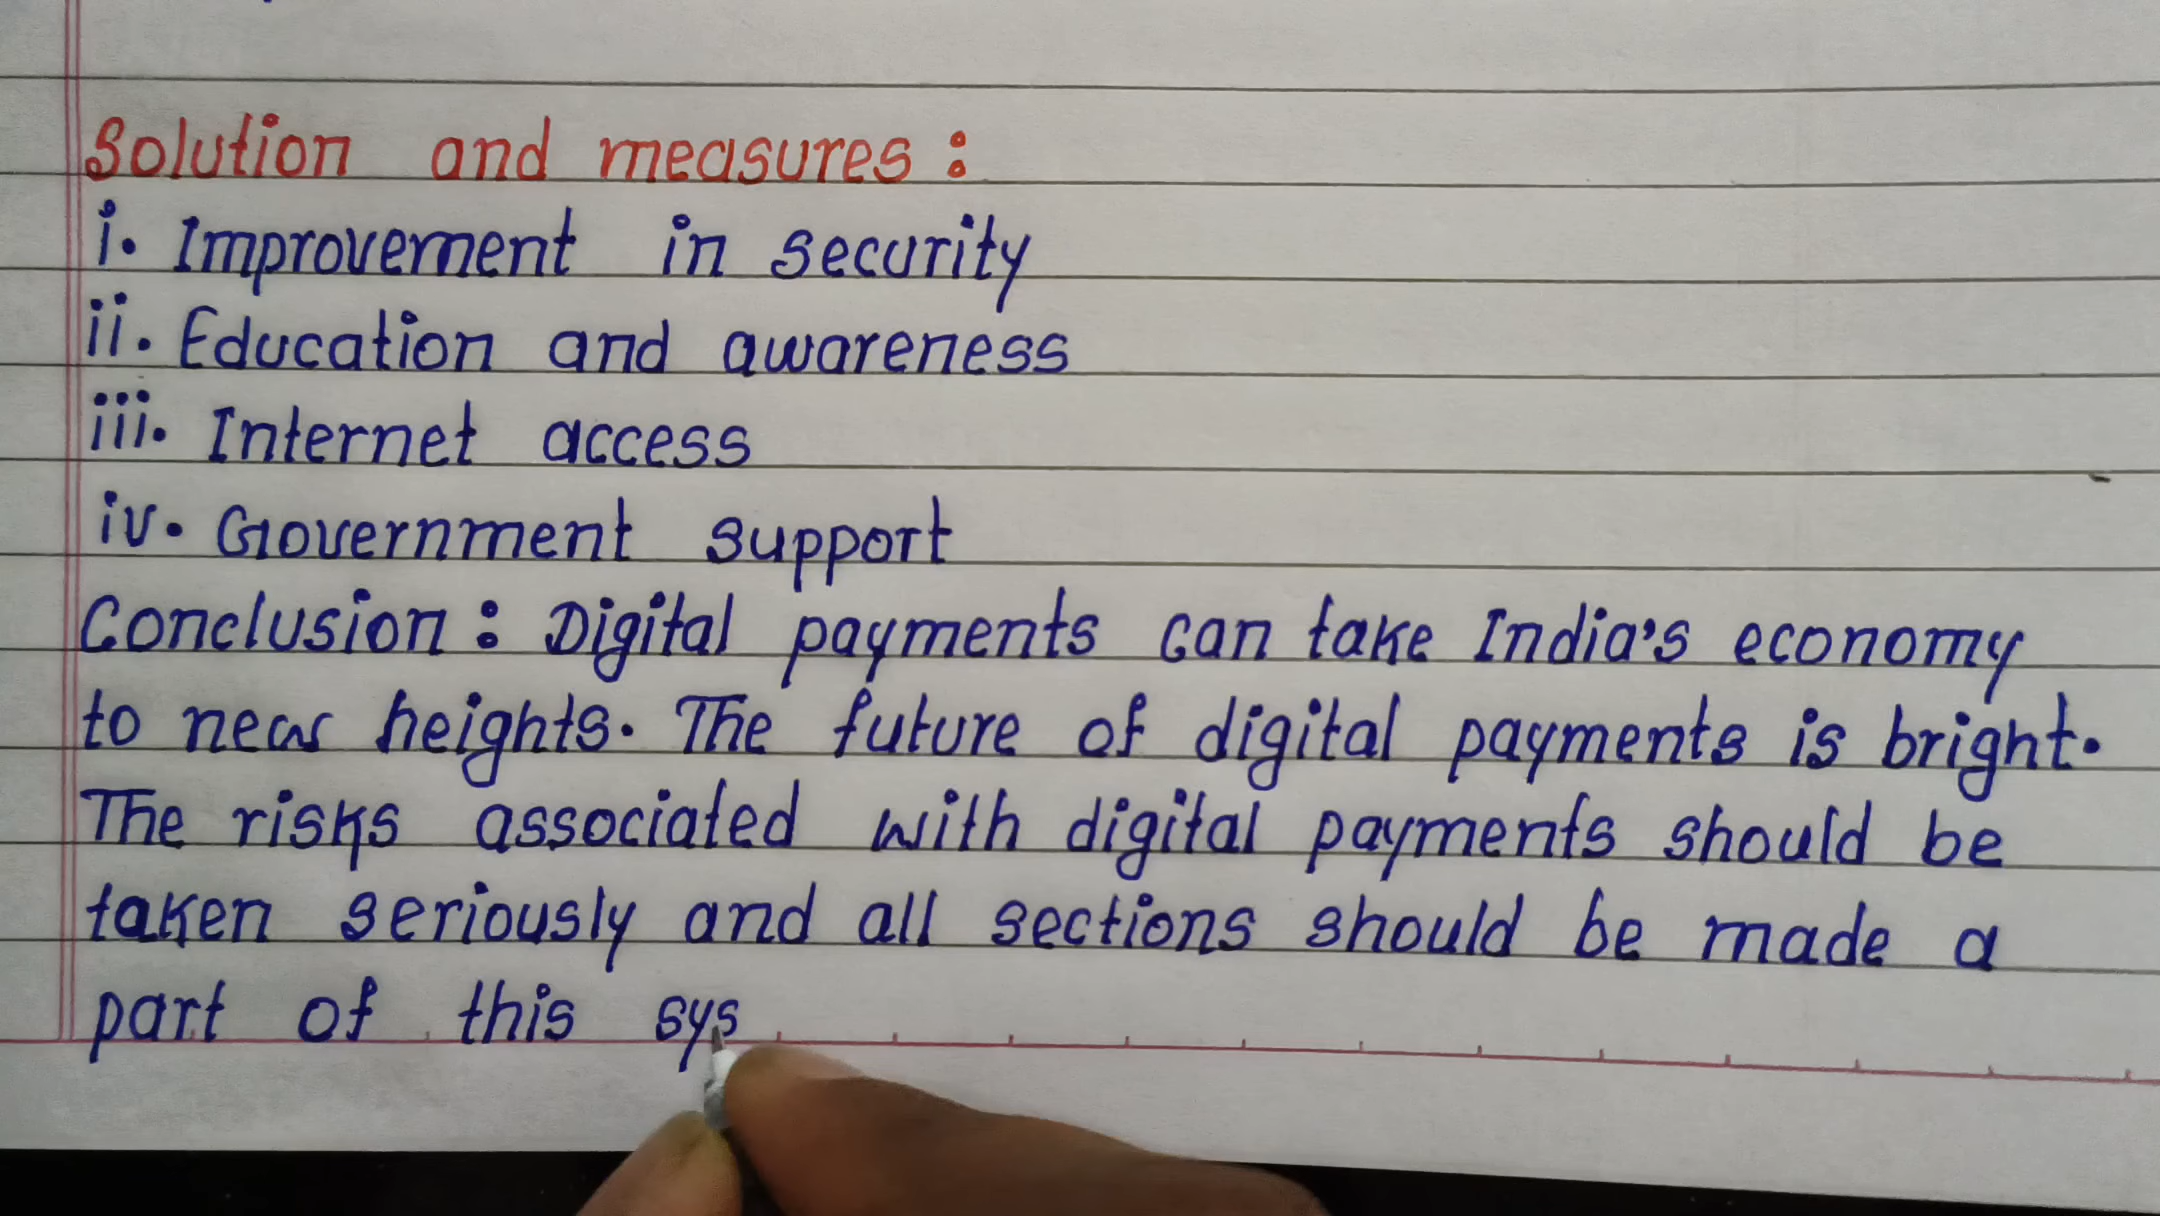 Solution and measures :
i. Improvement in security
ii. Education and awareness
iii. Internet access
iv. Government support
Conclusion : Digital payments can take India's economy
to new heights. The future of digital payments is bright.
The risks associated with digital payments should be
taken seriously and all sections should be made a
part of this sys